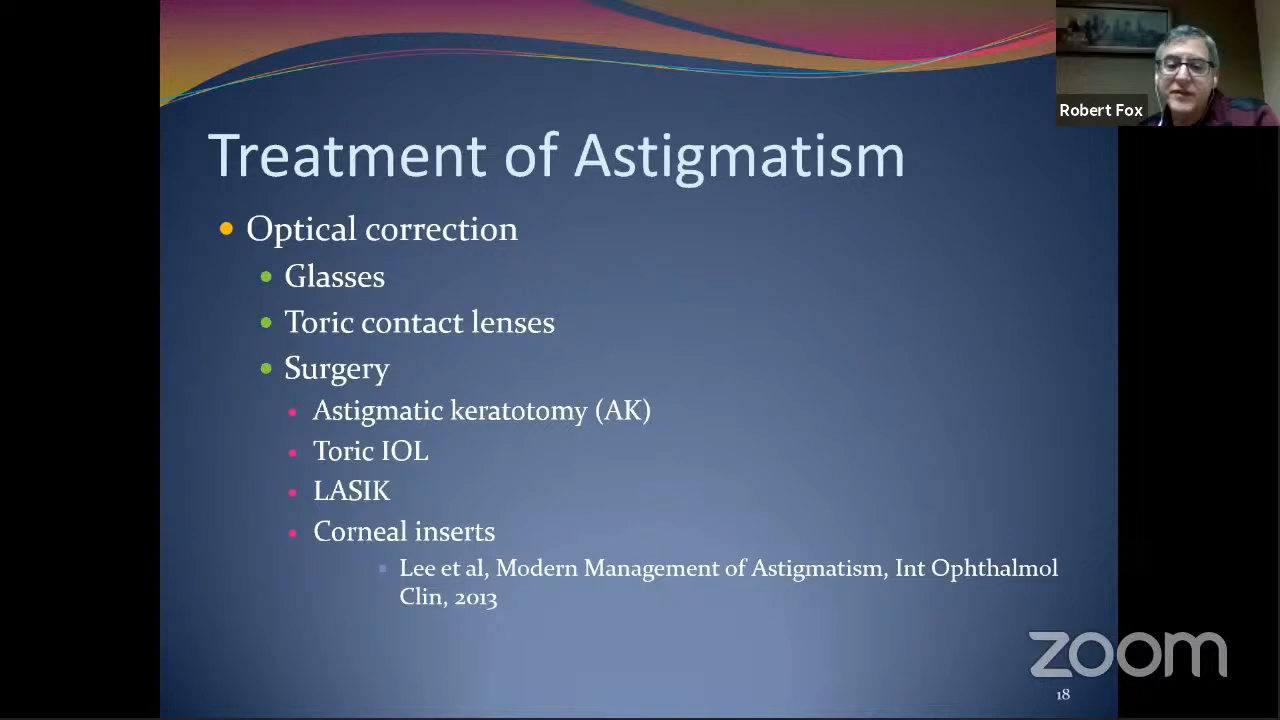 Robert Fox
Treatment of Astigmatism
Optical correction
Glasses
Toric contact lenses
Surgery
Astigmatic keratotomy (AK)
Toric IOL
LASIK
Corneal inserts
Lee et al, Modern Management of Astigmatism, Int Ophthalmol
Clin, 2013
zoom
18